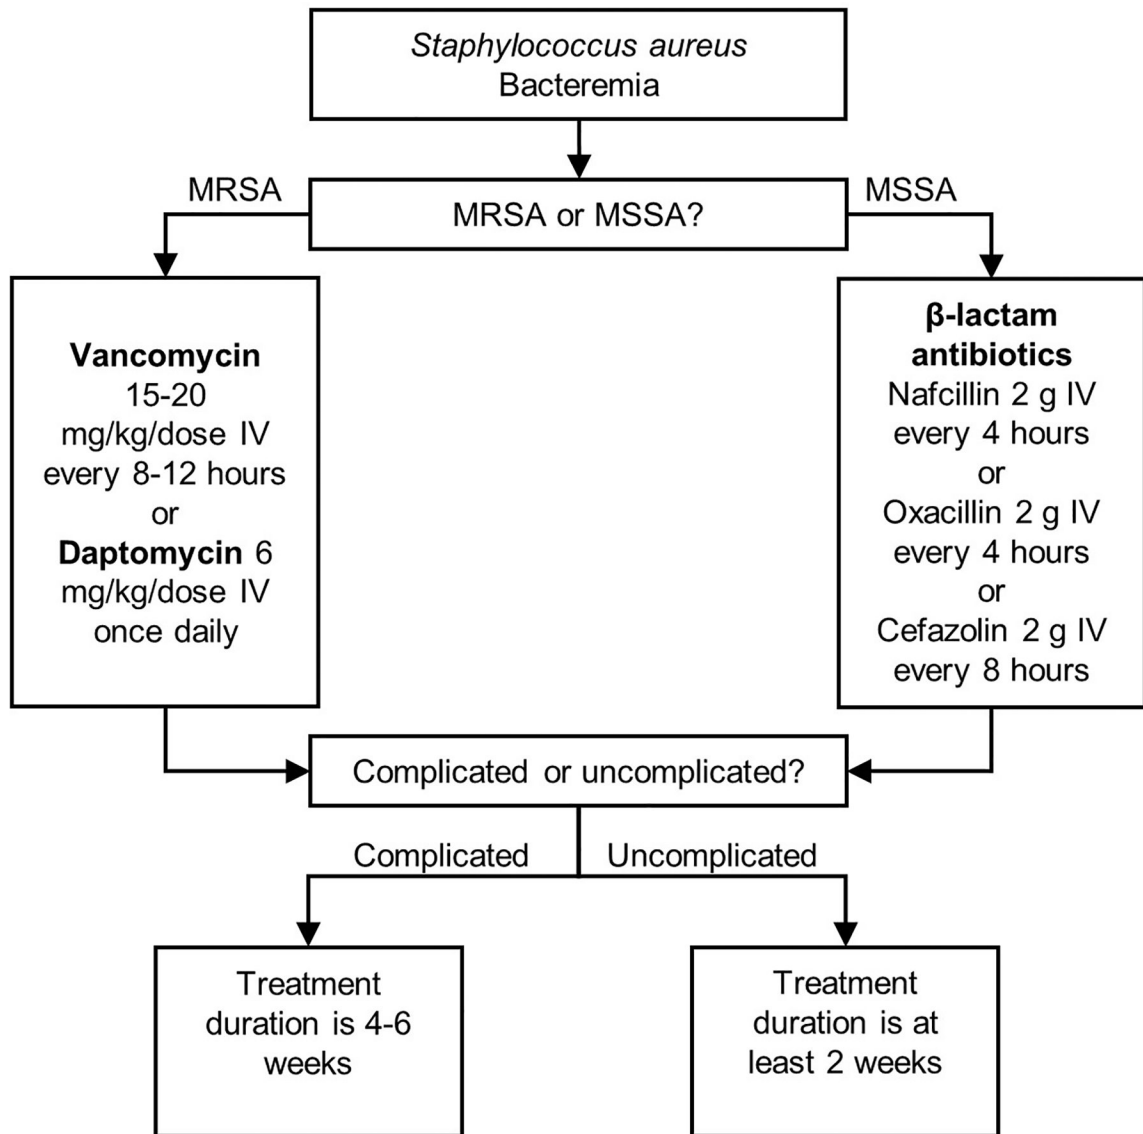 Staphylococcus aureus
Bacteremia
MRSA
MRSA or MSSA?
MSSA
Vancomycin
15-20
mg/kg/dose IV
every 8-12 hours
or
Daptomycin 6
mg/kg/dose IV
once daily
β-lactam
antibiotics
Nafcillin 2 g IV
every 4 hours
or
Oxacillin 2 g IV
every 4 hours
or
Cefazolin 2 g IV
every 8 hours
Complicated or uncomplicated?
Complicated
Uncomplicated
Treatment
duration is 4-6
weeks
Treatment
duration is at
least 2 weeks